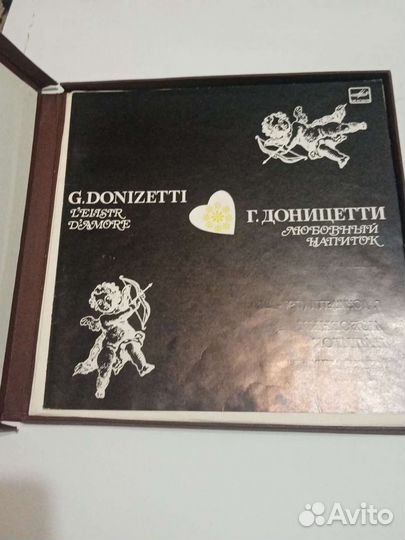 G.DONIZETTI
L'ELISIR
D'AMORE
Г. ДОНИЦЕТТИ
ЛЮБОВНЫЙ
НАПИТОК
Avito